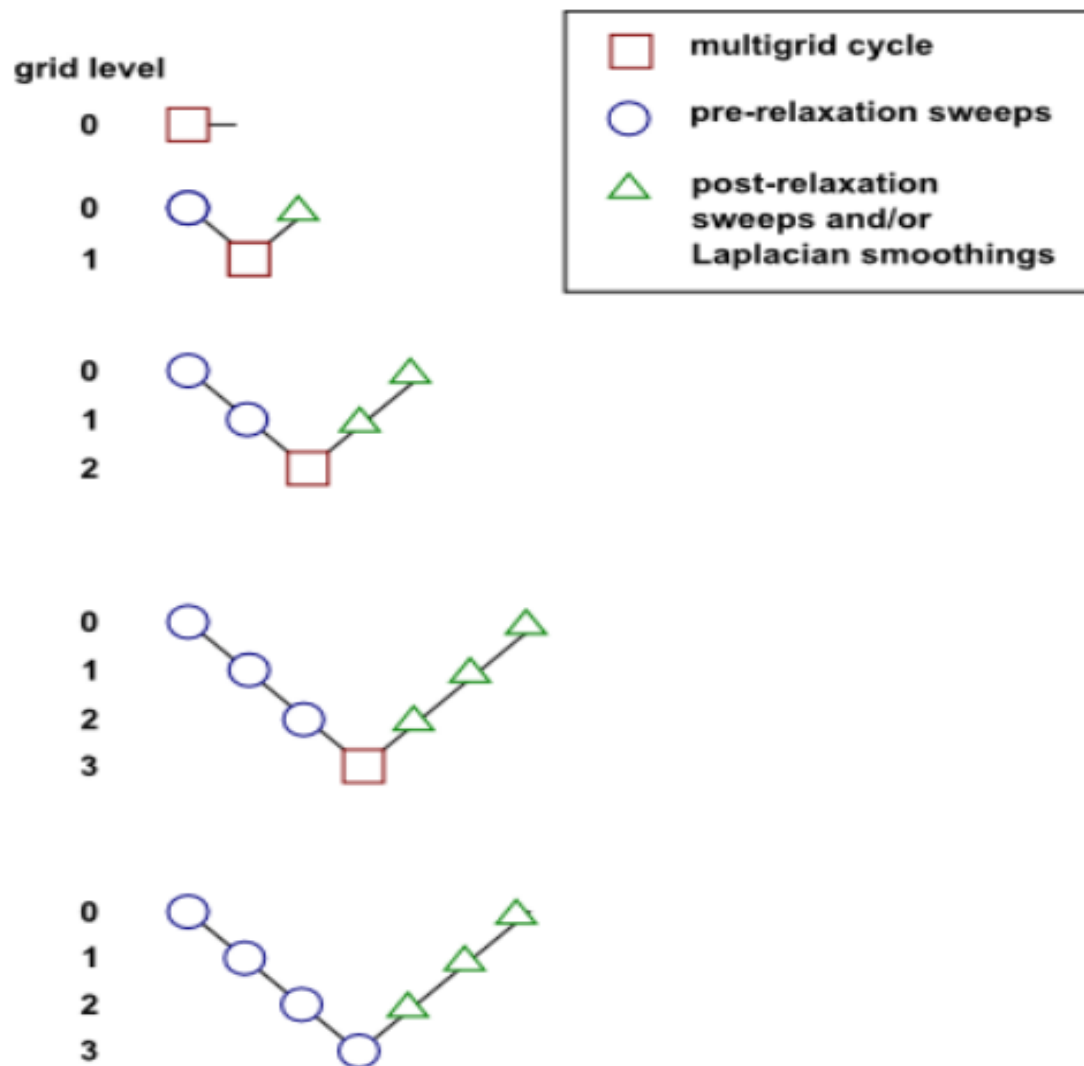 grid level
0
0
1
0
1
2
0
1
2
3
0
1
2
3
multigrid cycle
pre-relaxation sweeps
post-relaxation
sweeps and/or
Laplacian smoothings